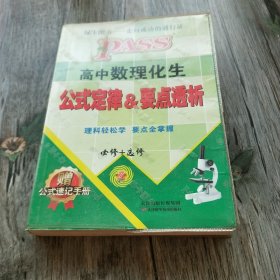 PASS
高中数理化生
公式定律&要点透析
理科轻松学 要点全掌握
必修+选修
赠
公式速记手册